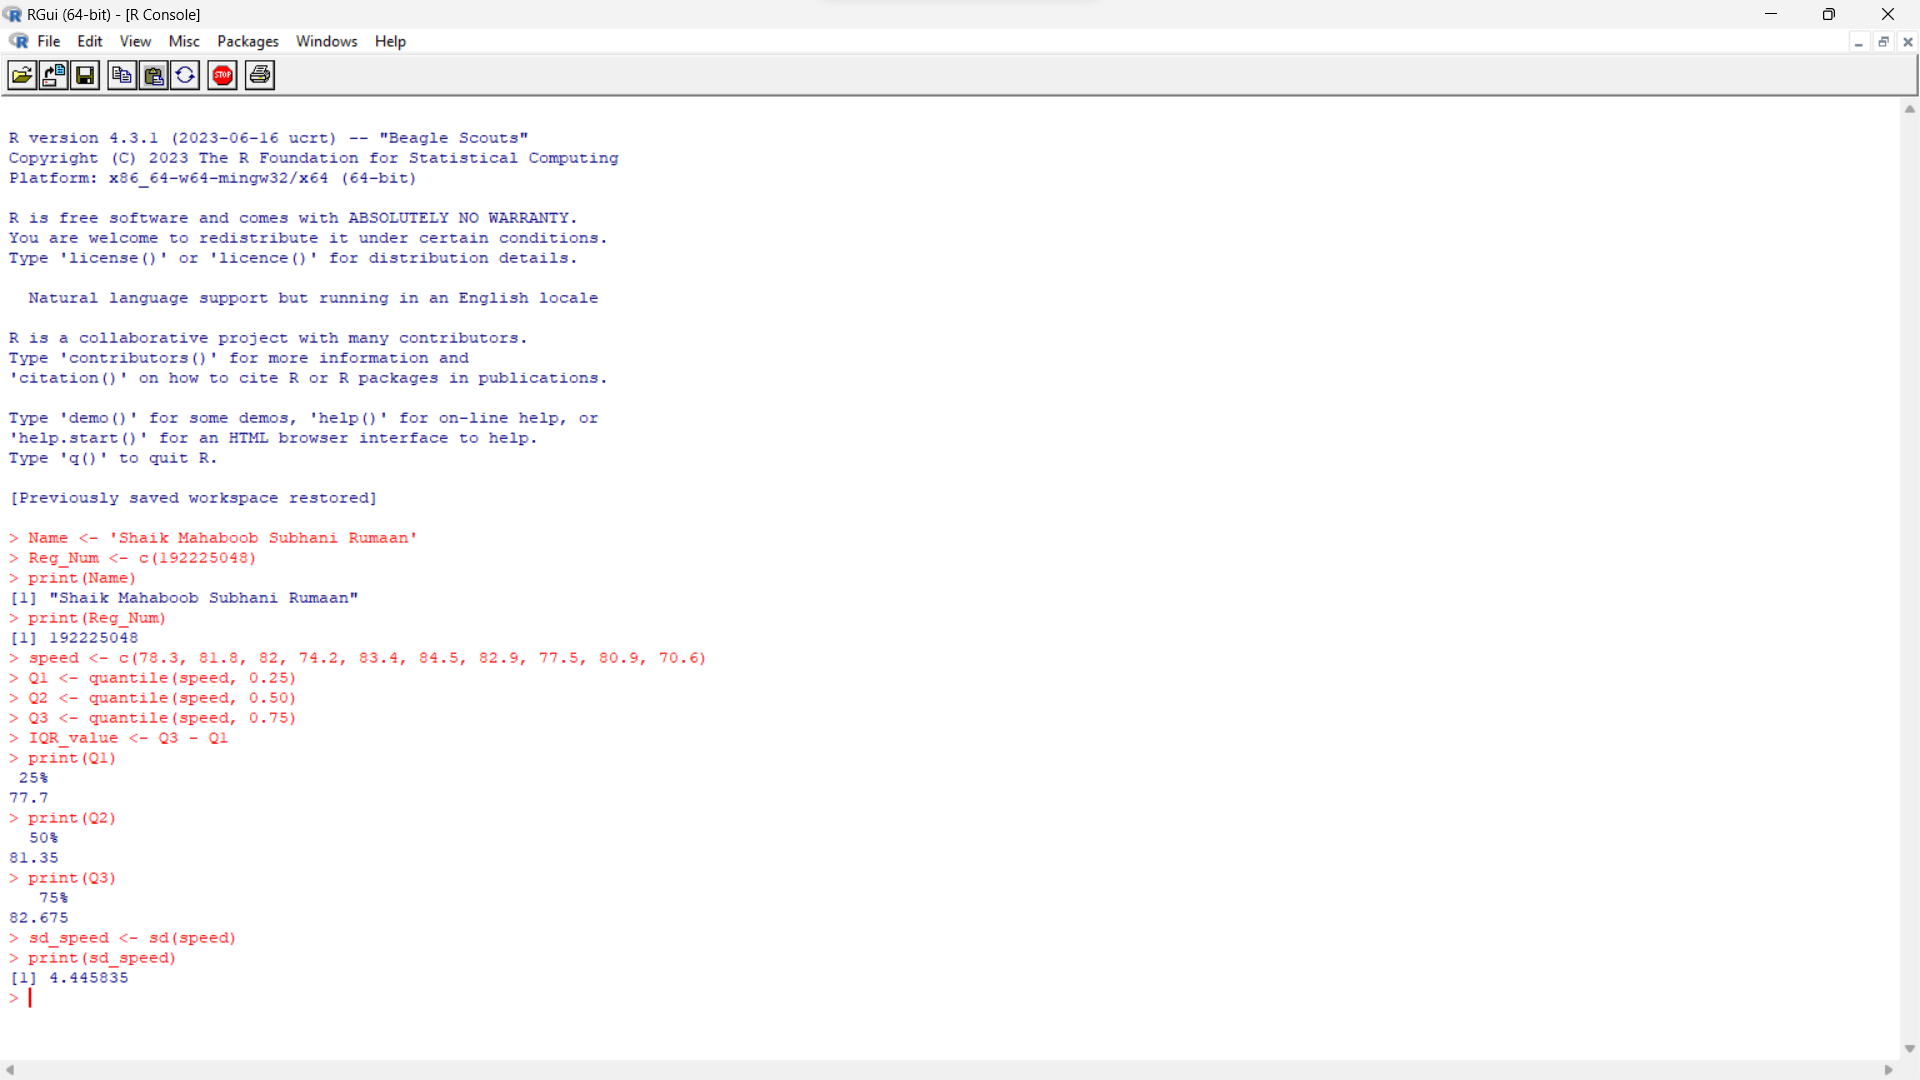 RGui (64-bit) - [R Console]
File Edit View Misc Packages Windows Help
STOP
R version 4.3.1 (2023-06-16 ucrt) -- "Beagle Scouts"
Copyright (C) 2023 The R Foundation for Statistical Computing
Platform: x86_64-w64-mingw32/x64 (64-bit)
R is free software and comes with ABSOLUTELY NO WARRANTY.
You are welcome to redistribute it under certain conditions.
Type 'license()' or 'licence()' for distribution details.
Natural language support but running in an English locale
R is a collaborative project with many contributors.
Type 'contributors()' for more information and
'citation()' on how to cite R or R packages in publications.
Type 'demo()' for some demos, 'help()' for on-line help, or
'help.start()' for an HTML browser interface to help.
Type 'q()' to quit R.
[Previously saved workspace restored]
> Name <- 'Shaik Mahaboob Subhani Rumaan'
> Reg_Num <- c(192225048)
> print(Name)
[1] "Shaik Mahaboob Subhani Rumaan"
> print(Reg_Num)
[1] 192225048
> speed <- c(78.3, 81.8, 82, 74.2, 83.4, 84.5, 82.9, 77.5, 80.9, 70.6)
> Q1 <- quantile(speed, 0.25)
> Q2 <- quantile(speed, 0.50)
> Q3 <- quantile(speed, 0.75)
> IQR_value <- Q3 - Q1
> print(Q1)
25%
77.7
> print(Q2)
50%
81.35
> print(Q3)
75%
82.675
> sd_speed <- sd(speed)
> print(sd_speed)
[1] 4.445835
>